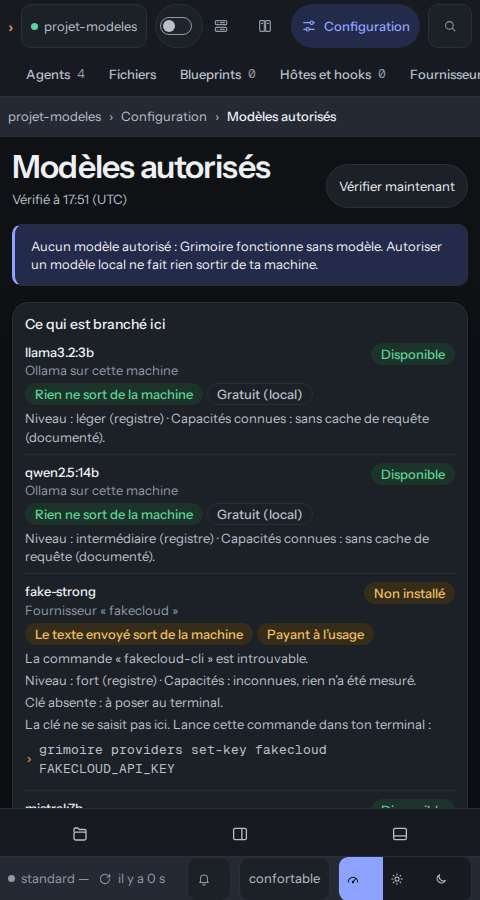 › projet-modeles Configuration
Agents 4 Fichiers Blueprints 0 Hôtes et hooks 0 Fournisseur
projet-modeles › Configuration › Modèles autorisés
Modèles autorisés
Vérifié à 17:51 (UTC)
Vérifier maintenant
Aucun modèle autorisé : Grimoire fonctionne sans modèle. Autoriser
un modèle local ne fait rien sortir de ta machine.
Ce qui est branché ici
llama3.2:3b
Disponible
Ollama sur cette machine
Rien ne sort de la machine Gratuit (local)
Niveau : léger (registre) · Capacités connues : sans cache de requête
(documenté).
qwen2.5:14b
Disponible
Ollama sur cette machine
Rien ne sort de la machine Gratuit (local)
Niveau : intermédiaire (registre) · Capacités connues : sans cache de
requête (documenté).
fake-strong
Non installé
Fournisseur « fakecloud »
Le texte envoyé sort de la machine Payant à l'usage
La commande « fakecloud-cli » est introuvable.
Niveau : fort (registre) · Capacités : inconnues, rien n'a été mesuré.
Clé absente : à poser au terminal.
La clé ne se saisit pas ici. Lance cette commande dans ton terminal :
› grimoire providers set-key fakecloud
FAKECLOUD_API_KEY
standard — il y a 0 s confortable